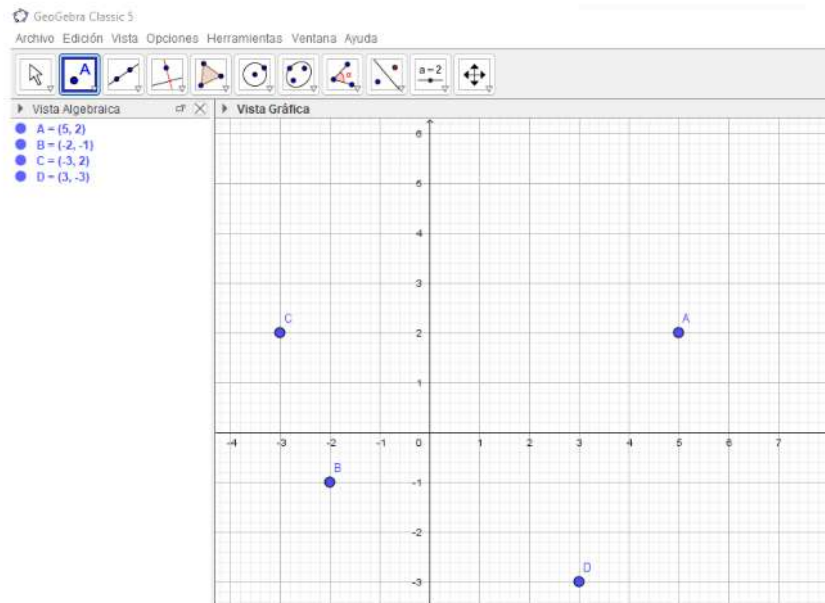 GeoGebra Classic 5
Archivo Edición Vista Opciones Herramientas Ventana Ayuda
A
α
a=2
Vista Algebraica
Vista Gráfica
A = (5, 2)
B = (-2, -1)
C = (-3, 2)
D = (3, -3)
6
5
4
3
2
1
0
-1
-2
-3
-4 -3 -2 -1 0 1 2 3 4 5 6 7
C
A
B
D